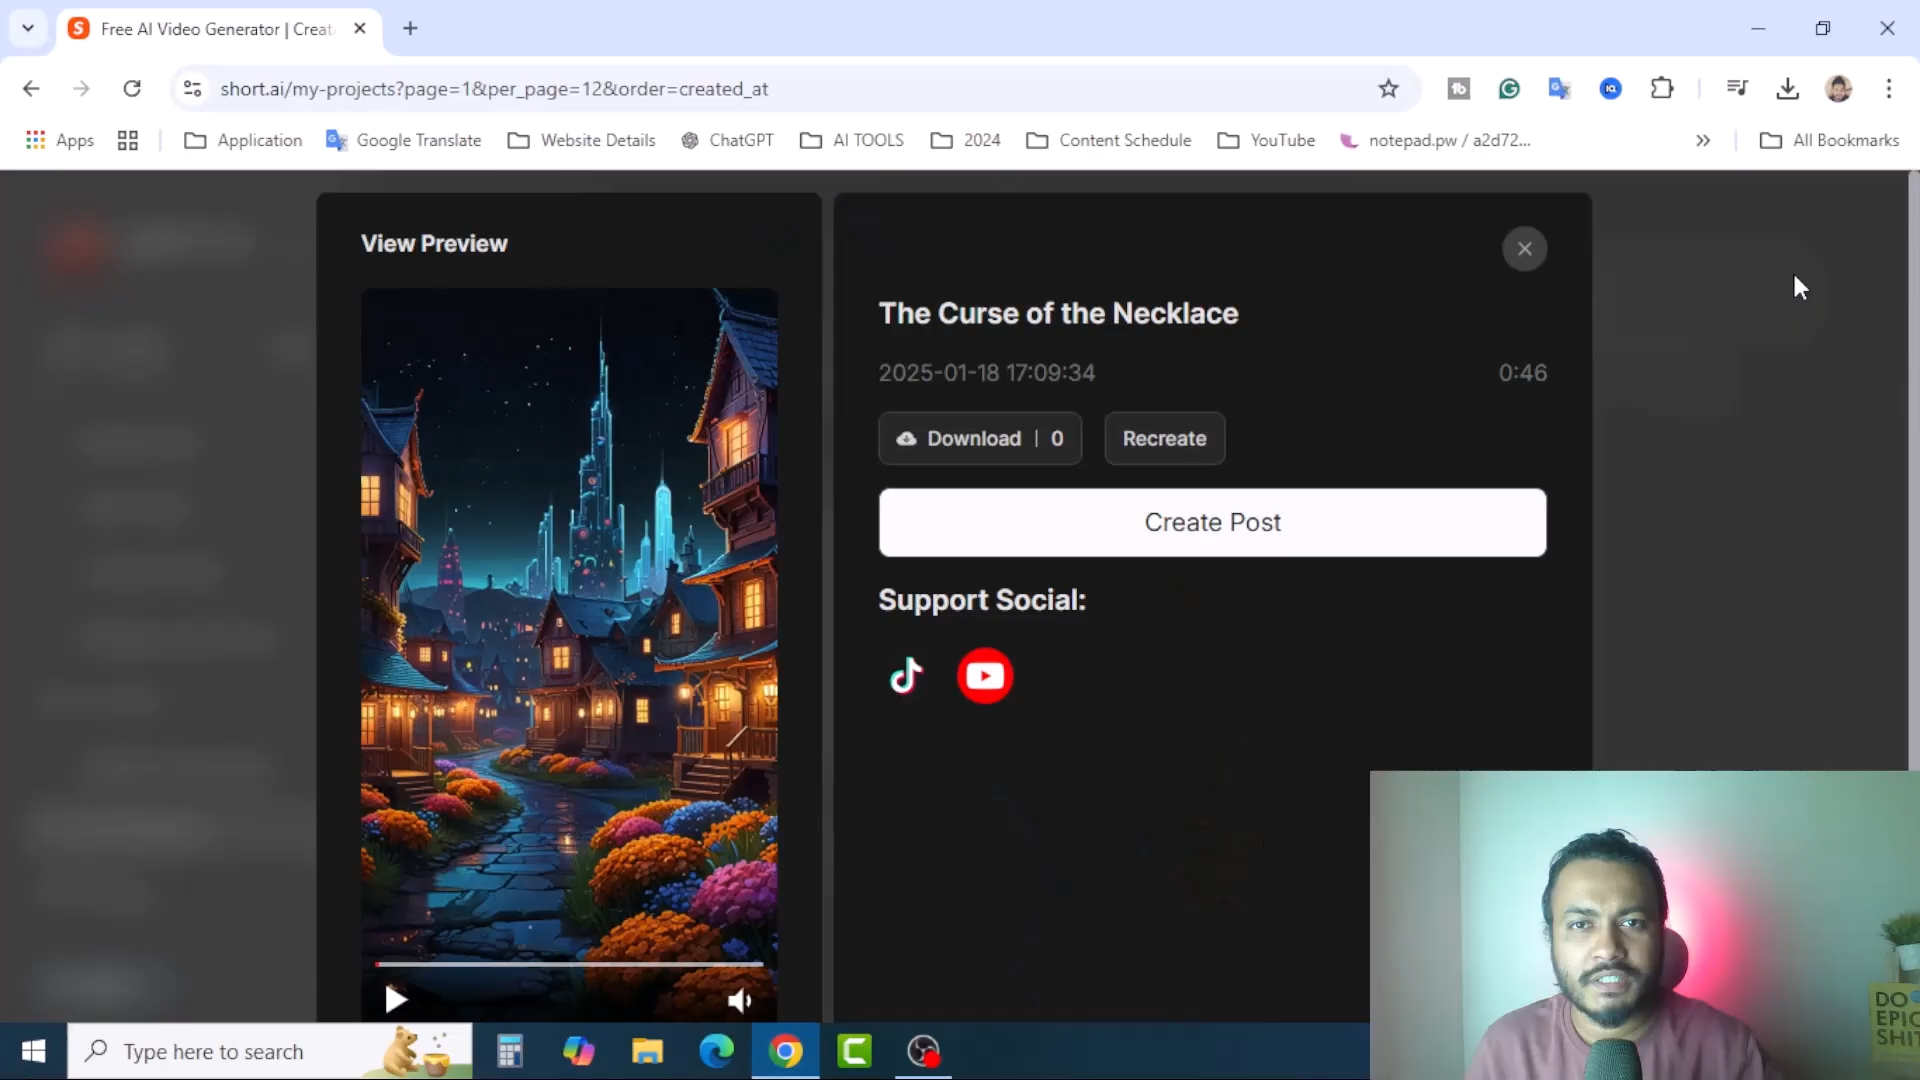 Free AI Video Generator | Creat
short.ai/my-projects?page=1&per_page=12&order=created_at
Apps
Application
Google Translate
Website Details
ChatGPT
AI TOOLS
2024
Content Schedule
YouTube
notepad.pw / a2d72...
All Bookmarks
View Preview
The Curse of the Necklace
2025-01-18 17:09:34
0:46
Download | 0
Recreate
Create Post
Support Social:
DO
EPIC
SHIT
Type here to search